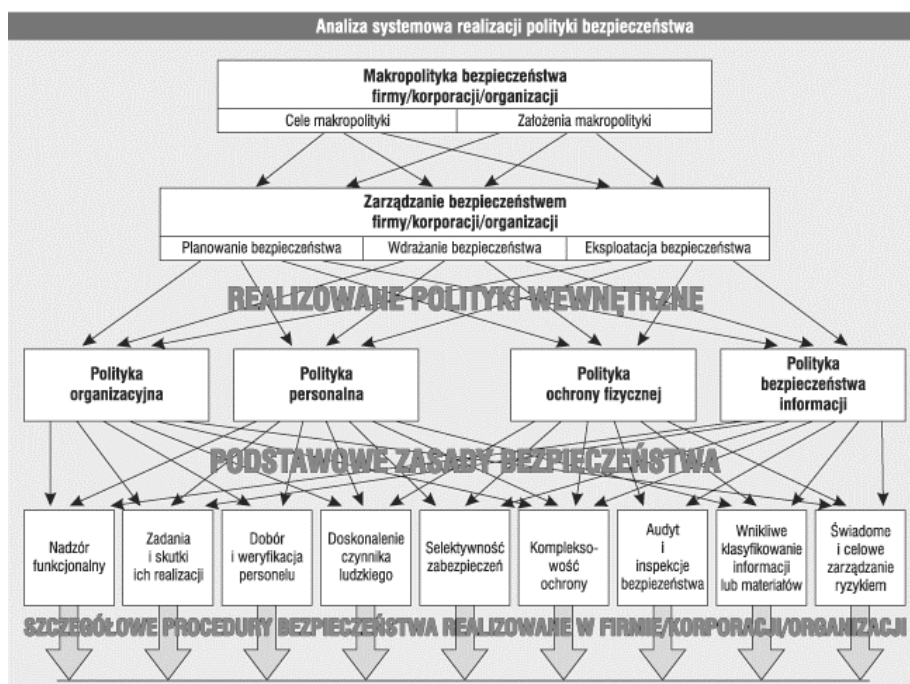 Analiza systemowa realizacji polityki bezpieczeństwa
Makropolityka bezpieczeństwa
firmy/korporacji/organizacji
Cele makropolityki
Założenia makropolityki
Zarządzanie bezpieczeństwem
firmy/korporacji/organizacji
Planowanie bezpieczeństwa
Wdrażanie bezpieczeństwa
Eksploatacja bezpieczeństwa
REALIZOWANE POLITYKI WEWNĘTRZNE
Polityka
organizacyjna
Polityka
personalna
Polityka
ochrony fizycznej
Polityka
bezpieczeństwa
informacji
PODSTAWOWE ZASADY BEZPIECZEŃSTWA
Nadzór
funkcjonalny
Zadania
i skutki
ich realizacji
Dobór
i weryfikacja
personelu
Doskonalenie
czynnika
ludzkiego
Selektywność
zabezpieczeń
Komplekso-
wość
ochrony
Audyt
i
inspekcje
bezpiezeństwa
Wnikliwe
klasyfikowanie
informacji
lub materiałów
Świadome
i celowe
zarządzanie
ryzykiem
SZCZEGÓŁOWE PROCEDURY BEZPIECZEŃSTWA REALIZOWANE W FIRMIE/KORPORACJI/ORGANIZACJI